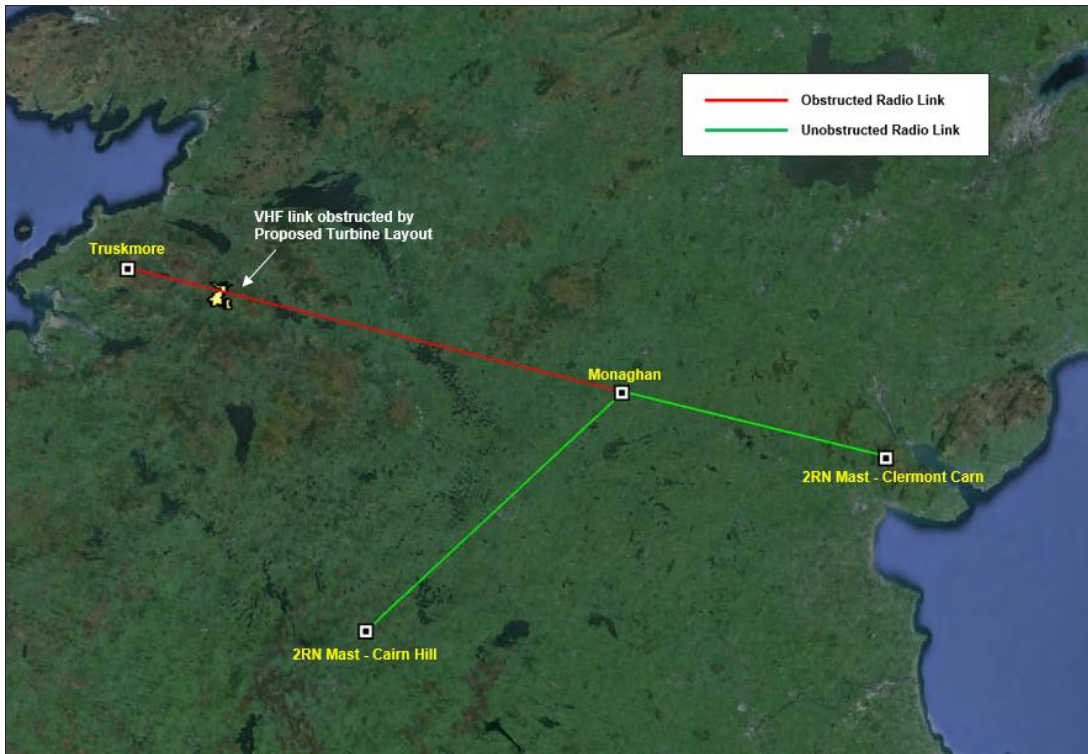 Obstructed Radio Link
Unobstructed Radio Link
VHF link obstructed by
Proposed Turbine Layout
Truskmore
Monaghan
2RN Mast - Clermont Carn
2RN Mast - Cairn Hill